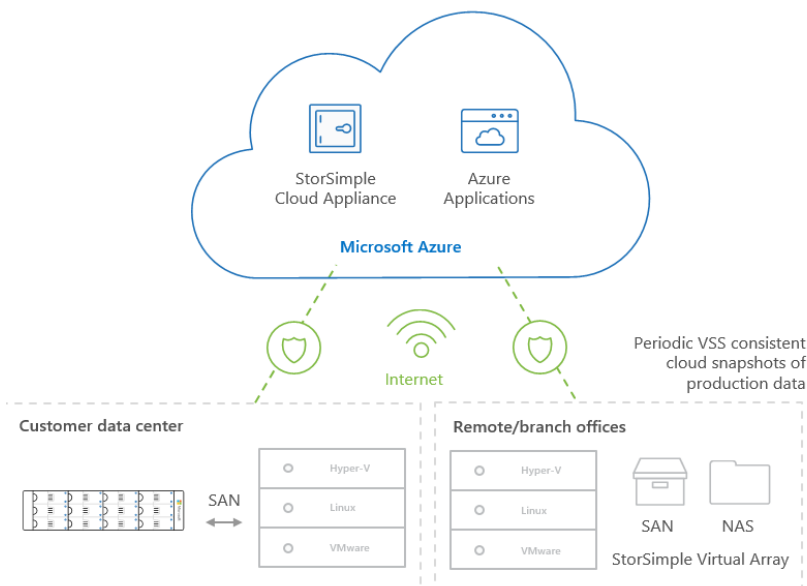 StorSimple
Cloud Appliance
Azure
Applications
Microsoft Azure
Internet
Periodic VSS consistent
cloud snapshots of
production data
Customer data center
SAN
Hyper-V
Linux
VMware
Remote/branch offices
Hyper-V
Linux
VMware
SAN
NAS
StorSimple Virtual Array